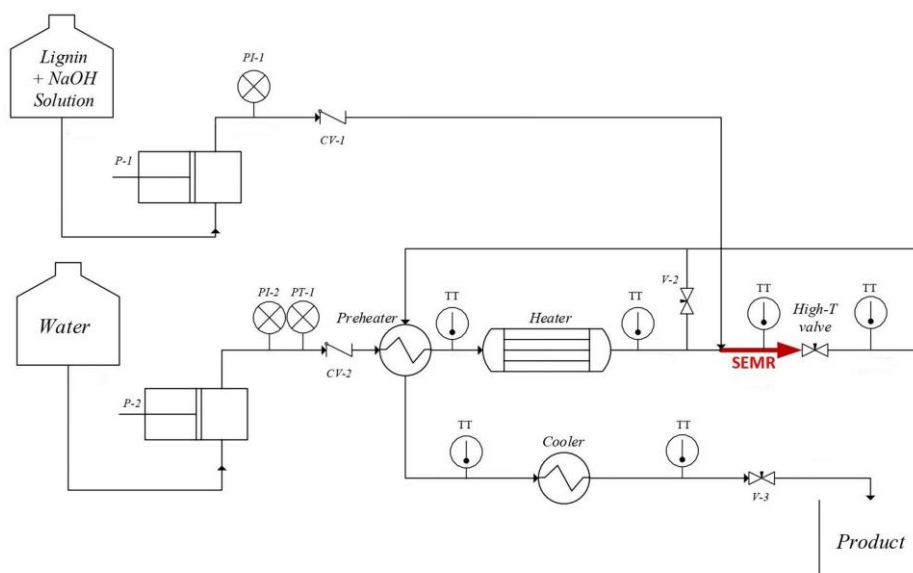 Lignin
+ NaOH
Solution
PI-1
CV-1
P-1
Water
PI-2
PT-1
CV-2
P-2
Preheater
TT
Heater
TT
V-2
TT
High-T
valve
TT
SEMR
TT
Cooler
TT
V-3
Product